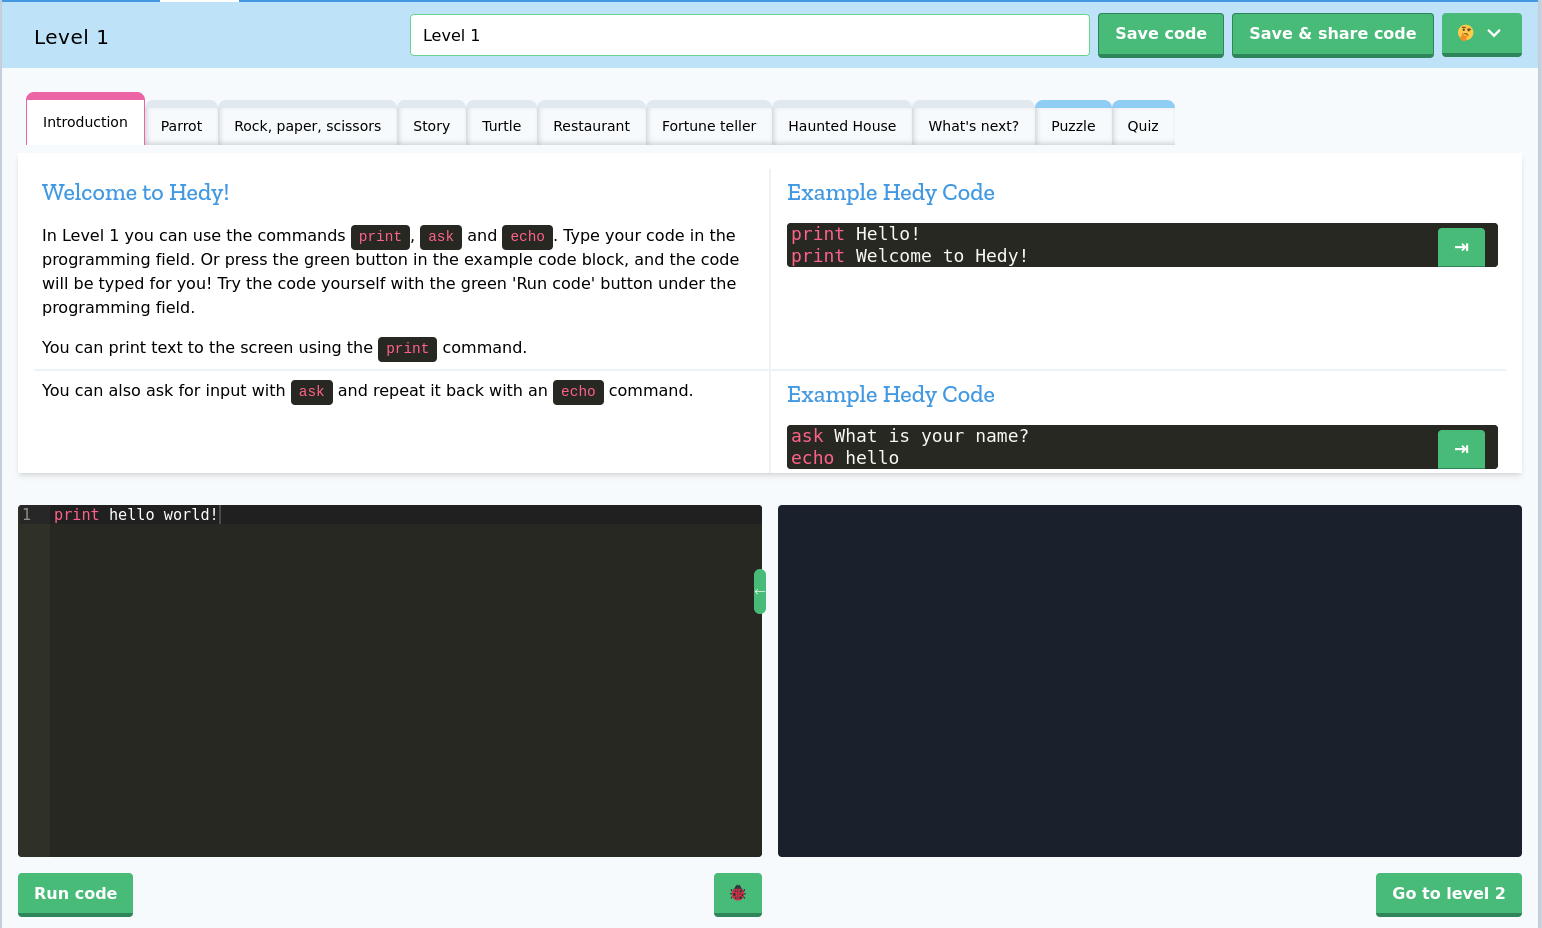 Level 1
Level 1
Save code
Save & share code
Introduction
Parrot
Rock, paper, scissors
Story
Turtle
Restaurant
Fortune teller
Haunted House
What's next?
Puzzle
Quiz
Welcome to Hedy!
In Level 1 you can use the commands print, ask and echo. Type your code in the
programming field. Or press the green button in the example code block, and the code
will be typed for you! Try the code yourself with the green 'Run code' button under the
programming field.
You can print text to the screen using the print command.
Example Hedy Code
print Hello!
print Welcome to Hedy!
You can also ask for input with ask and repeat it back with an echo command.
Example Hedy Code
ask What is your name?
echo hello
1 print hello world!
Run code
Go to level 2